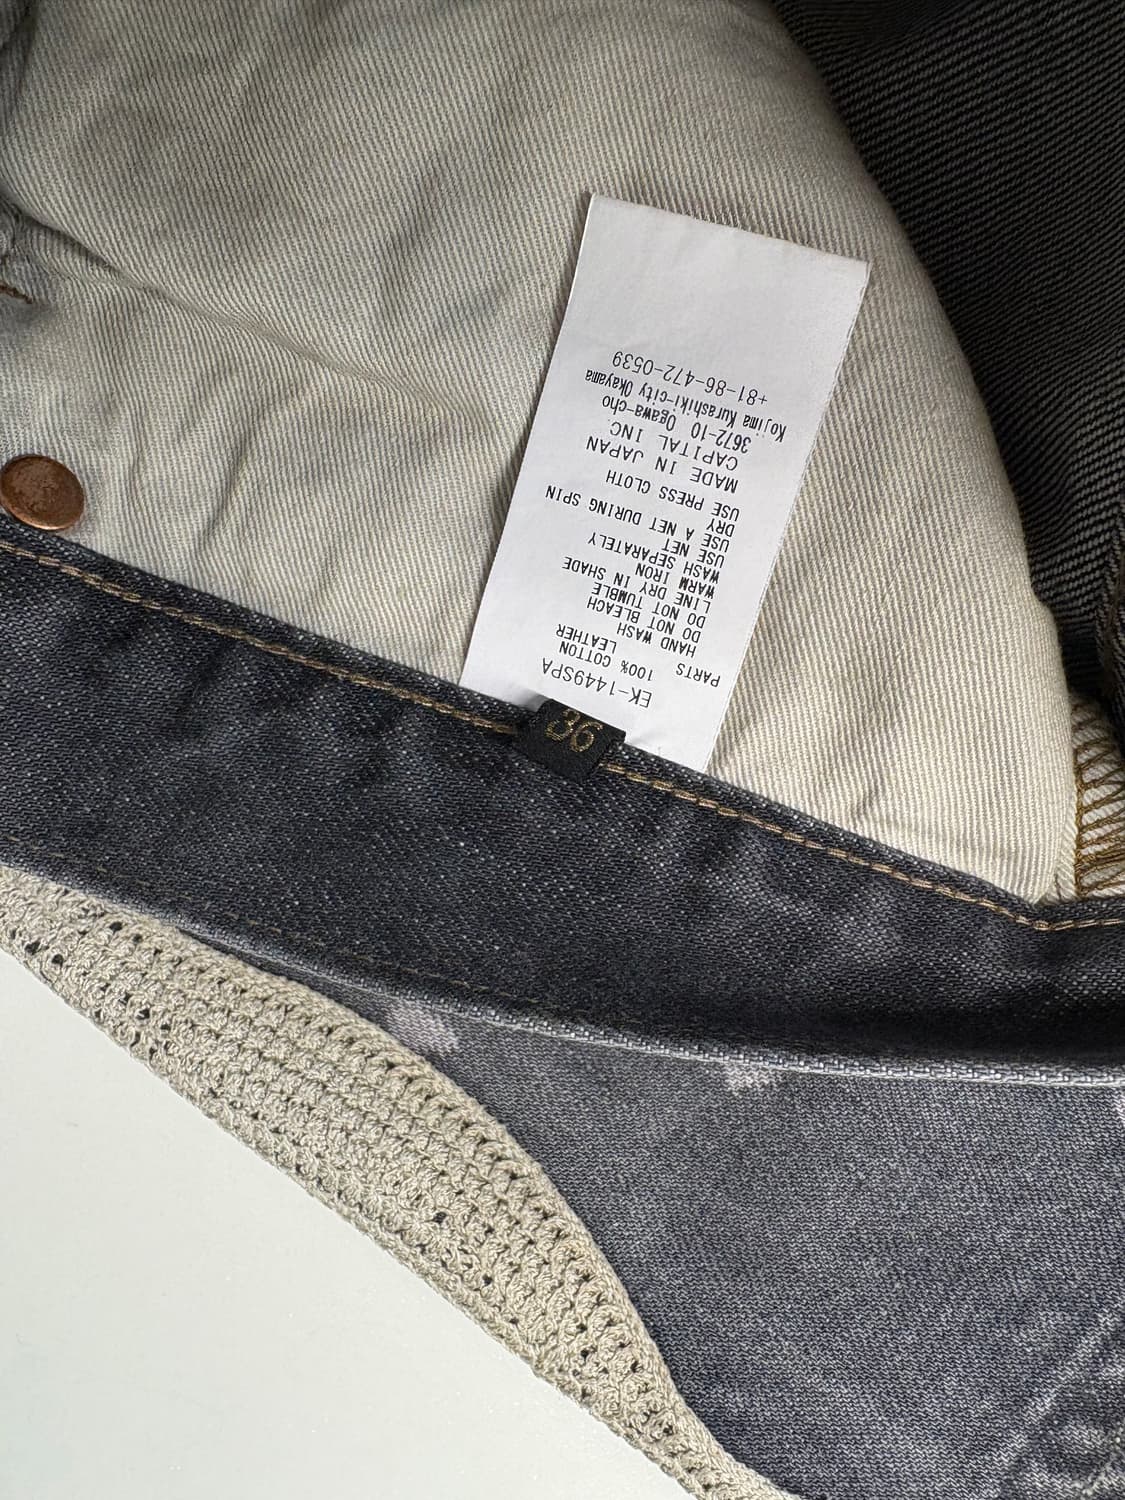 EK-1449SPA
100% COTTON
PARTS LEATHER
HAND WASH
DO NOT BLEACH
DO NOT TUMBLE
LINE DRY IN SHADE
WARM IRON
WASH SEPARATELY
USE NET
USE A NET DURING SPIN
DRY
USE PRESS CLOTH
MADE IN JAPAN
CAPITAL INC.
3672-10 Ogawa-cho
Kojima Kurashiki-city Okayama
+81-86-472-0539
36